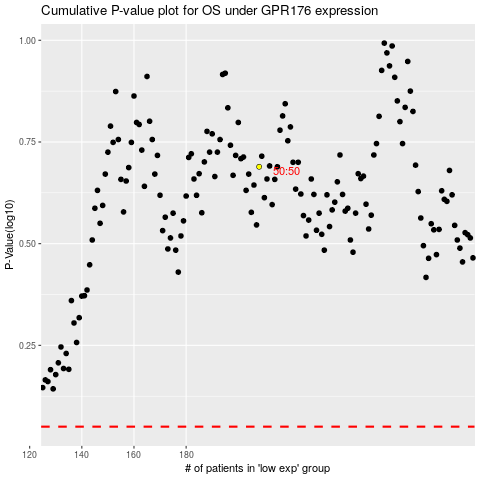 Cumulative P-value plot for OS under GPR176 expression
1.00
0.75
0.50
0.25
P-Value(log10)
50:50
120 140 160 180
# of patients in 'low exp' group